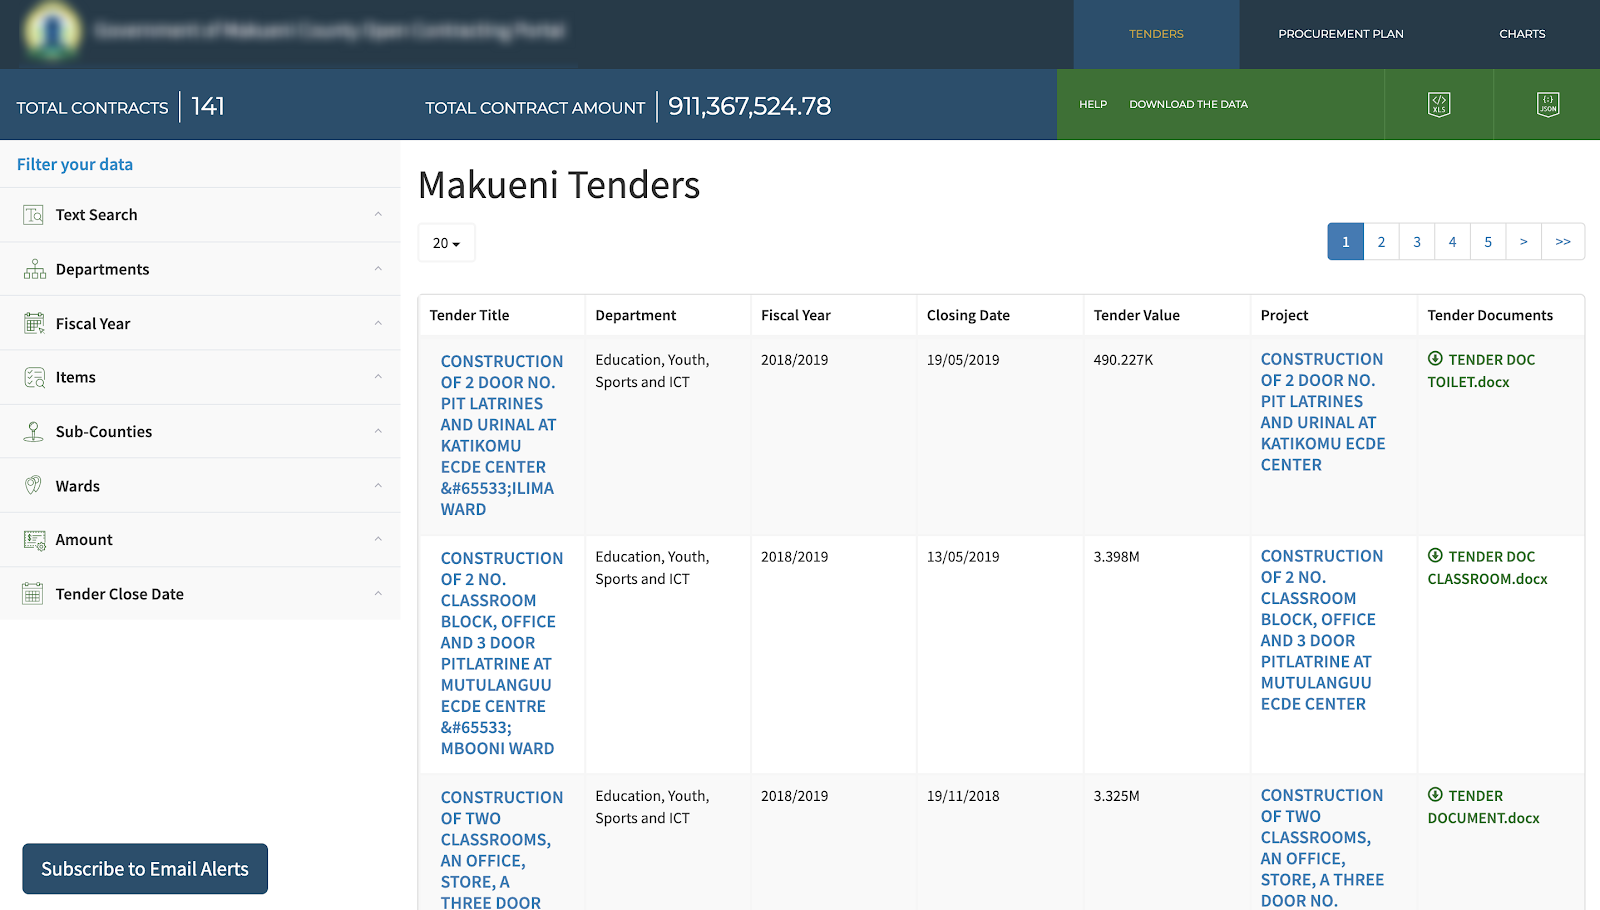 TENDERS
PROCUREMENT PLAN
CHARTS
TOTAL CONTRACTS 141
TOTAL CONTRACT AMOUNT 911,367,524.78
HELP
DOWNLOAD THE DATA
</> XLS
{:} JSON
Filter your data
Text Search
Departments
Fiscal Year
Items
Sub-Counties
Wards
Amount
Tender Close Date
Subscribe to Email Alerts
Makueni Tenders
20
1 2 3 4 5 > >>
Tender Title
Department
Fiscal Year
Closing Date
Tender Value
Project
Tender Documents
CONSTRUCTION
OF 2 DOOR NO.
PIT LATRINES
AND URINAL AT
KATIKOMU
ECDE CENTER
&#65533;ILIMA
WARD
Education, Youth,
Sports and ICT
2018/2019
19/05/2019
490.227K
CONSTRUCTION
OF 2 DOOR NO.
PIT LATRINES
AND URINAL AT
KATIKOMU ECDE
CENTER
TENDER DOC
TOILET.docx
CONSTRUCTION
OF 2 NO.
CLASSROOM
BLOCK, OFFICE
AND 3 DOOR
PITLATRINE AT
MUTULANGUU
ECDE CENTRE
&#65533;
MBOONI WARD
Education, Youth,
Sports and ICT
2018/2019
13/05/2019
3.398M
CONSTRUCTION
OF 2 NO.
CLASSROOM
BLOCK, OFFICE
AND 3 DOOR
PITLATRINE AT
MUTULANGUU
ECDE CENTER
TENDER DOC
CLASSROOM.docx
CONSTRUCTION
OF TWO
CLASSROOMS,
AN OFFICE,
STORE, A
THREE DOOR
Education, Youth,
Sports and ICT
2018/2019
19/11/2018
3.325M
CONSTRUCTION
OF TWO
CLASSROOMS,
AN OFFICE,
STORE, A THREE
DOOR NO.
TENDER
DOCUMENT.docx